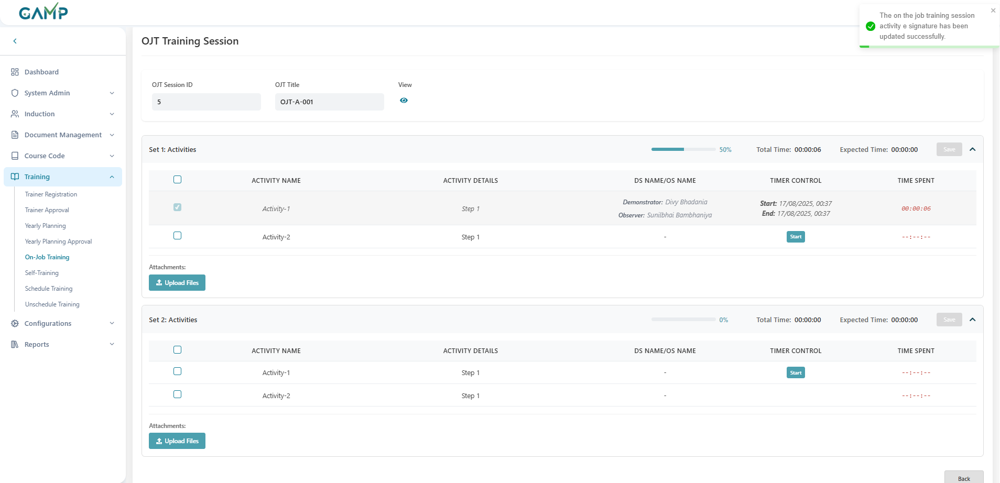 GAMP
The on the job training session
activity e signature has been
updated successfully.
Dashboard
System Admin
Induction
Document Management
Course Code
Training
Trainer Registration
Trainer Approval
Yearly Planning
Yearly Planning Approval
On-Job Training
Self-Training
Schedule Training
Unschedule Training
Configurations
Reports
OJT Training Session
OJT Session ID OJT Title View
5 OJT-A-001
Set 1: Activities 50% Total Time: 00:00:06 Expected Time: 00:00:00 Save
ACTIVITY NAME ACTIVITY DETAILS DS NAME/OS NAME TIMER CONTROL TIME SPENT
Activity-1 Step 1 Demonstrator: Divy Bhadania Start: 17/08/2025, 00:37 00:00:06
Observer: Sunilbhai Bambhaniya End: 17/08/2025, 00:37
Activity-2 Step 1 - Start --:--:--
Attachments:
Upload Files
Set 2: Activities 0% Total Time: 00:00:00 Expected Time: 00:00:00 Save
ACTIVITY NAME ACTIVITY DETAILS DS NAME/OS NAME TIMER CONTROL TIME SPENT
Activity-1 Step 1 - Start --:--:--
Activity-2 Step 1 - --:--:--
Attachments:
Upload Files
Back